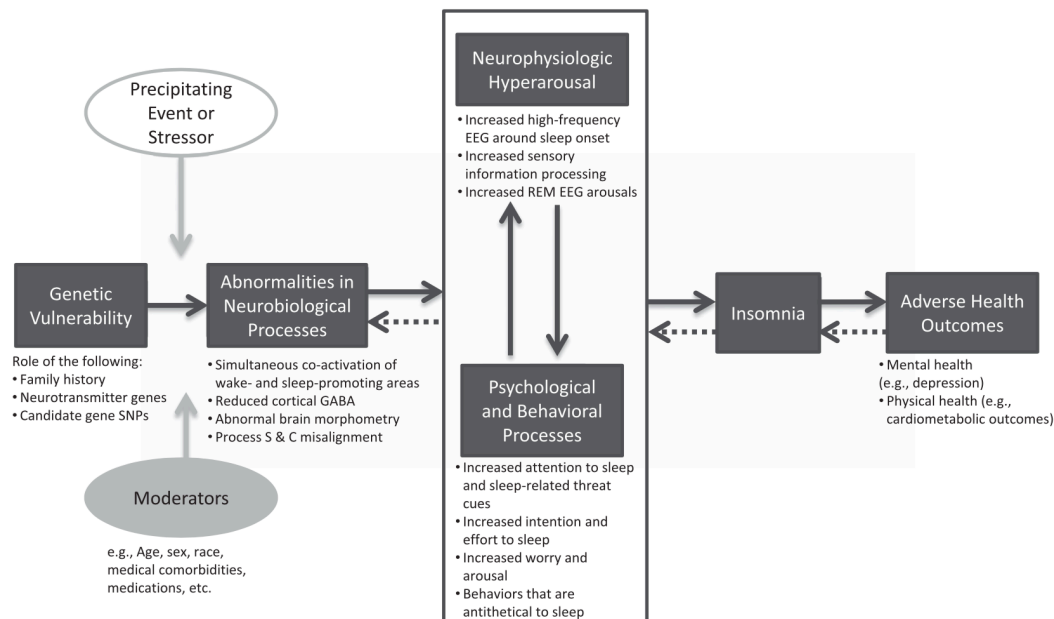 Precipitating
Event or
Stressor
Genetic
Vulnerability
Role of the following:
• Family history
• Neurotransmitter genes
• Candidate gene SNPs
Moderators
e.g., Age, sex, race,
medical comorbidities,
medications, etc.
Abnormalities in
Neurobiological
Processes
• Simultaneous co-activation of
wake- and sleep-promoting areas
• Reduced cortical GABA
• Abnormal brain morphometry
• Process S & C misalignment
Neurophysiologic
Hyperarousal
• Increased high-frequency
EEG around sleep onset
• Increased sensory
information processing
• Increased REM EEG arousals
Psychological
and Behavioral
Processes
• Increased attention to sleep
and sleep-related threat
cues
• Increased intention and
effort to sleep
• Increased worry and
arousal
• Behaviors that are
antithetical to sleep
Insomnia
Adverse Health
Outcomes
• Mental health
(e.g., depression)
• Physical health (e.g.,
cardiometabolic outcomes)